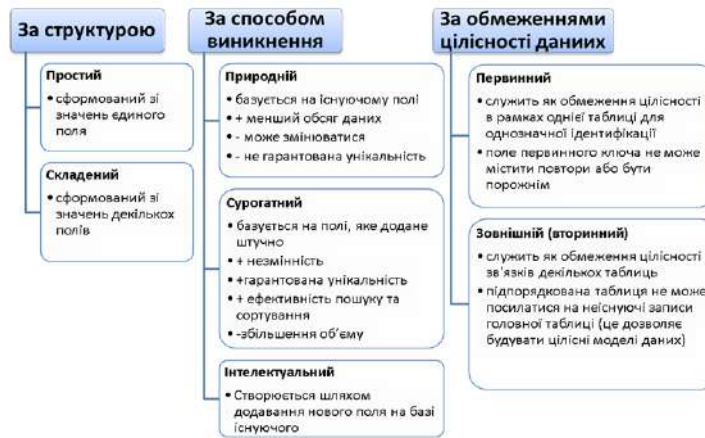 За структурою
Простий
• сформований зі
значень єдиного
поля
Складений
• сформований зі
значень декількох
полів
За способом
виникнення
Природній
• базується на існуючому полі
• + менший обсяг даних
• - може змінюватися
• - не гарантована унікальність
Сурогатний
• базується на полі, яке додане
штучно
• + незмінність
• +гарантована унікальність
• + ефективність пошуку та
сортування
• -збільшення об'єму
Інтелектуальний
• Створюється шляхом
додавання нового поля на базі
існуючого
За обмеженнями
цілісності даниих
Первинний
• служить як обмеження цілісності
в рамках однієї таблиці для
однозначної ідентифікації
• поле первинного ключа не може
містити повтори або бути
порожнім
Зовнішній (вторинний)
• служить як обмеження цілісності
зв'язків декількох таблиць
• підпорядкована таблиця не може
посилатися на неіснуючі записи
головної таблиці (це дозволяє
будувати цілісні моделі даних)